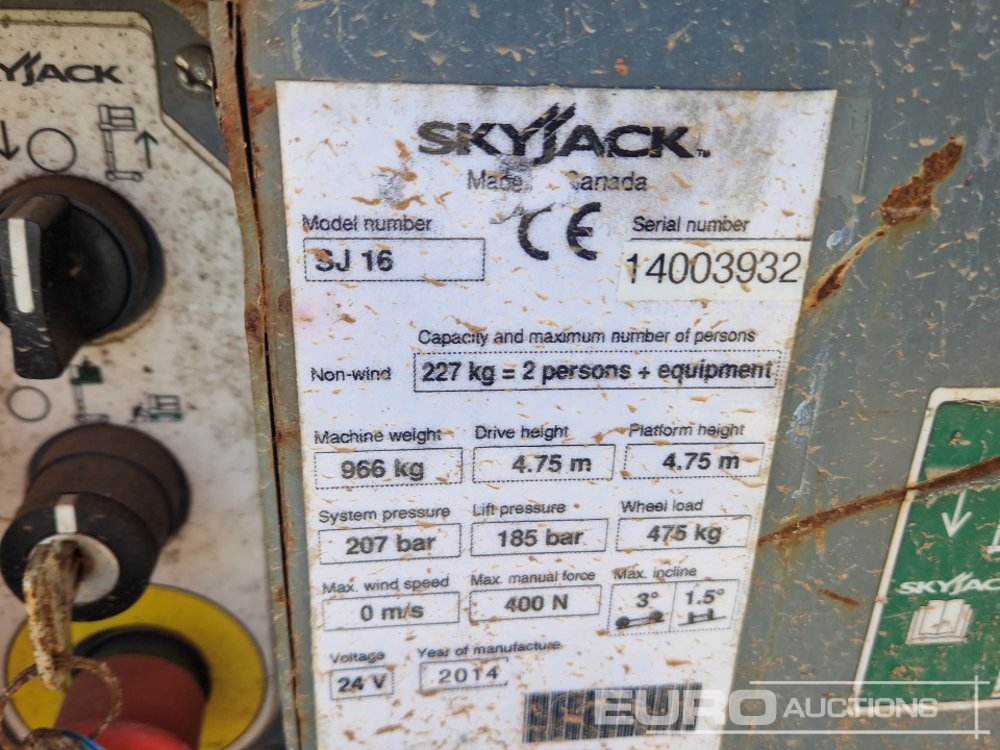 YJACK
SKYJACK™
Made Canada
CE
Model number
SJ 16
Serial number
14003932
Capacity and maximum number of persons
Non-wind
227 kg = 2 persons + equipment
Machine weight
966 kg
Drive height
4.75 m
Platform height
4.75 m
System pressure
207 bar
Lift pressure
185 bar
Wheel load
475 kg
Max. wind speed
0 m/s
Max. manual force
400 N
Max. incline
3°
1.5°
Voltage
24 V
Year of manufacture
2014
SKYJACK
EURO AUCTIONS